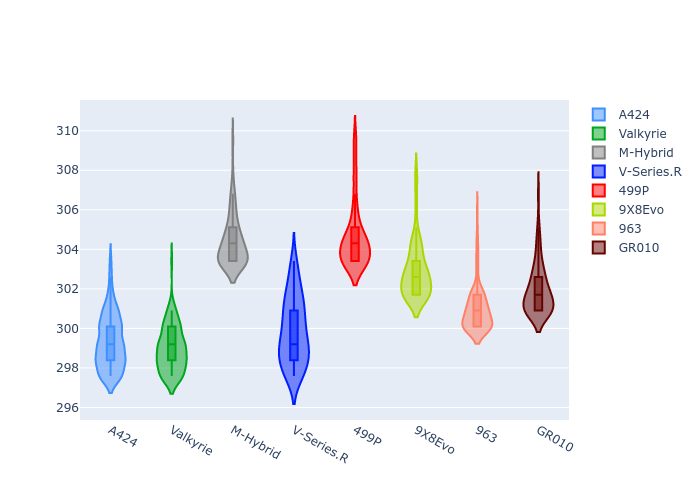 310
308
306
304
302
300
298
296
A424
Valkyrie
M-Hybrid
V-Series.R
499P
9X8Evo
963
GR010
A424
Valkyrie
M-Hybrid
V-Series.R
499P
9X8Evo
963
GR010